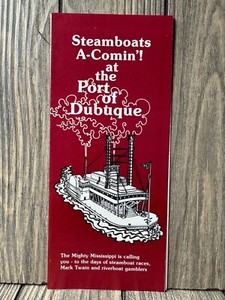 Steamboats
A-Comin'!
at
the
Port
of
Dubuque
The Mighty Mississippi is calling
you - to the days of steamboat races,
Mark Twain and riverboat gamblers